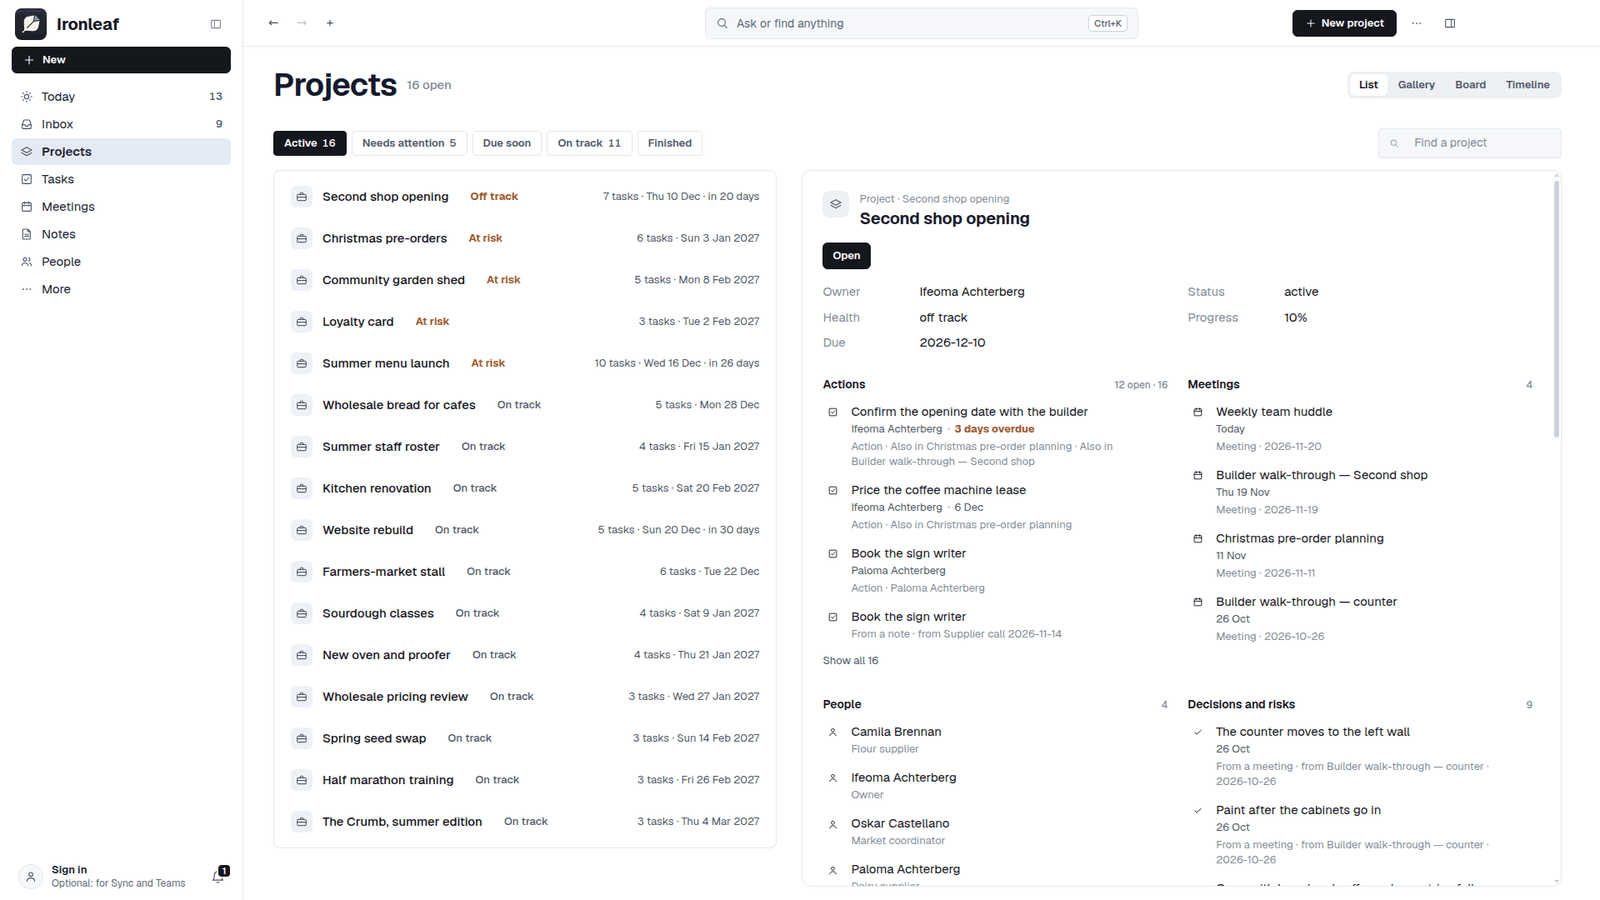 Ironleaf
New
Today 13
Inbox 9
Projects
Tasks
Meetings
Notes
People
More
Sign in
Optional: for Sync and Teams
1
Ask or find anything Ctrl+K
New project
Projects 16 open
List Gallery Board Timeline
Active 16 Needs attention 5 Due soon On track 11 Finished
Find a project
Second shop opening Off track 7 tasks · Thu 10 Dec · in 20 days
Christmas pre-orders At risk 6 tasks · Sun 3 Jan 2027
Community garden shed At risk 5 tasks · Mon 8 Feb 2027
Loyalty card At risk 3 tasks · Tue 2 Feb 2027
Summer menu launch At risk 10 tasks · Wed 16 Dec · in 26 days
Wholesale bread for cafes On track 5 tasks · Mon 28 Dec
Summer staff roster On track 4 tasks · Fri 15 Jan 2027
Kitchen renovation On track 5 tasks · Sat 20 Feb 2027
Website rebuild On track 5 tasks · Sun 20 Dec · in 30 days
Farmers-market stall On track 6 tasks · Tue 22 Dec
Sourdough classes On track 4 tasks · Sat 9 Jan 2027
New oven and proofer On track 4 tasks · Thu 21 Jan 2027
Wholesale pricing review On track 3 tasks · Wed 27 Jan 2027
Spring seed swap On track 3 tasks · Sun 14 Feb 2027
Half marathon training On track 3 tasks · Fri 26 Feb 2027
The Crumb, summer edition On track 3 tasks · Thu 4 Mar 2027
Project · Second shop opening
Second shop opening
Open
Owner Ifeoma Achterberg Status active
Health off track Progress 10%
Due 2026-12-10
Actions 12 open · 16
Confirm the opening date with the builder
Ifeoma Achterberg · 3 days overdue
Action · Also in Christmas pre-order planning · Also in
Builder walk-through — Second shop
Price the coffee machine lease
Ifeoma Achterberg · 6 Dec
Action · Also in Christmas pre-order planning
Book the sign writer
Paloma Achterberg
Action · Paloma Achterberg
Book the sign writer
From a note · from Supplier call 2026-11-14
Show all 16
Meetings 4
Weekly team huddle
Today
Meeting · 2026-11-20
Builder walk-through — Second shop
Thu 19 Nov
Meeting · 2026-11-19
Christmas pre-order planning
11 Nov
Meeting · 2026-11-11
Builder walk-through — counter
26 Oct
Meeting · 2026-10-26
People 4
Camila Brennan
Flour supplier
Ifeoma Achterberg
Owner
Oskar Castellano
Market coordinator
Paloma Achterberg
Dairy supplier
Decisions and risks 9
The counter moves to the left wall
26 Oct
From a meeting · from Builder walk-through — counter ·
2026-10-26
Paint after the cabinets go in
26 Oct
From a meeting · from Builder walk-through — counter ·
2026-10-26